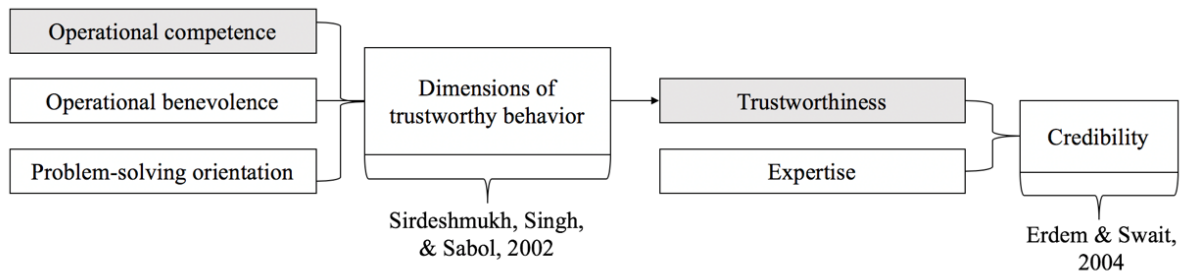 Operational competence
Operational benevolence
Problem-solving orientation
Dimensions of
trustworthy behavior
Sirdeshmukh, Singh,
& Sabol, 2002
Trustworthiness
Expertise
Credibility
Erdem & Swait,
2004